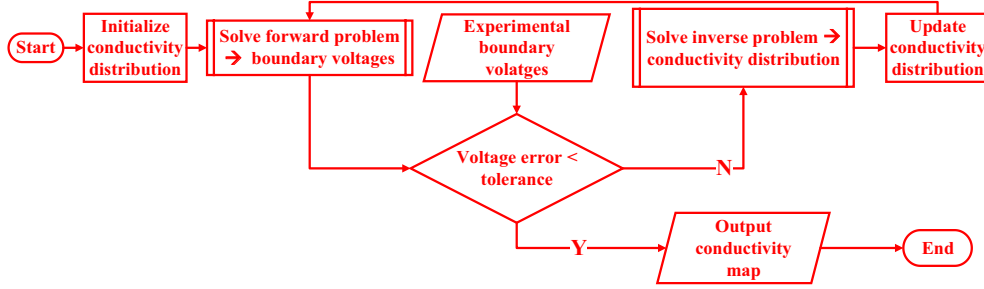 Start
Initialize
conductivity
distribution
Solve forward problem
→ boundary voltages
Experimental
boundary
volatges
Solve inverse problem →
conductivity distribution
Update
conductivity
distribution
Voltage error <
tolerance
N
Y
Output
conductivity
map
End